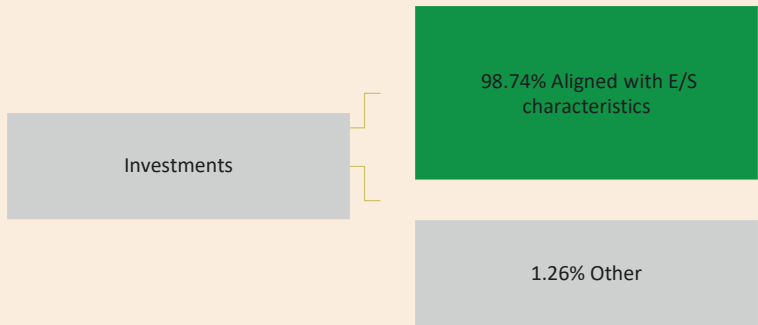 98.74% Aligned with E/S
characteristics
Investments
1.26% Other